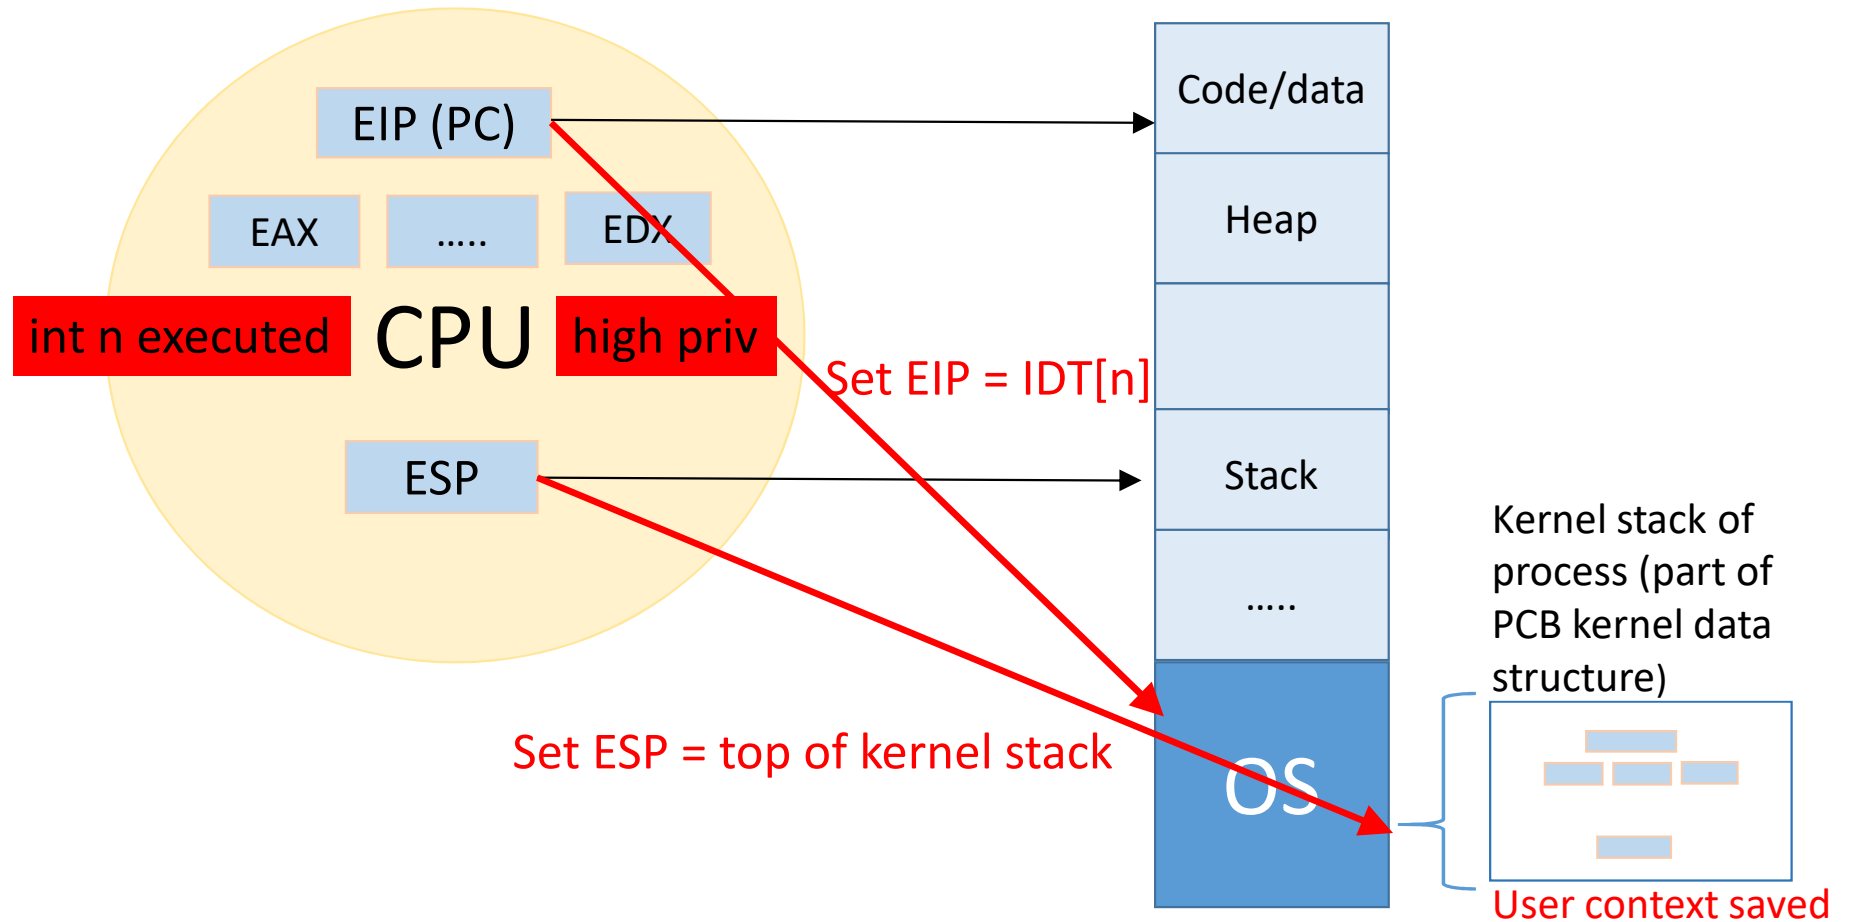 EIP (PC)
EAX
.....
EDX
int n executed
CPU
high priv
Set EIP = IDT[n]
ESP
Set ESP = top of kernel stack
Code/data
Heap
Stack
.....
OS
Kernel stack of
process (part of
PCB kernel data
structure)
User context saved